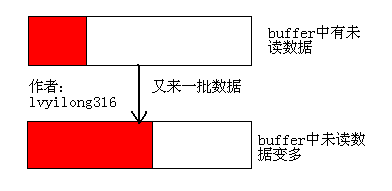 buffer中有未
读数据
作者：
lvyilong316
又来一批数据
buffer中未读数
据变多